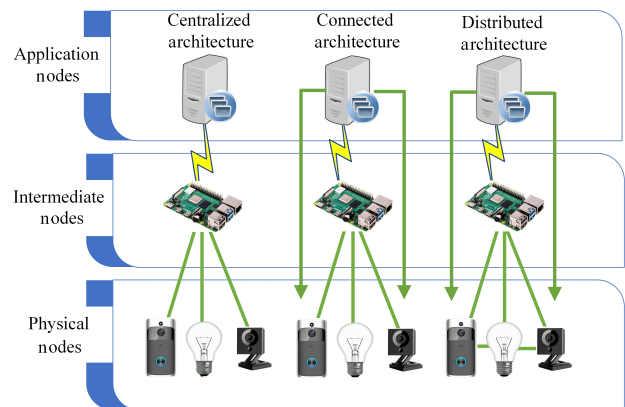 Centralized
architecture
Connected
architecture
Distributed
architecture
Application
nodes
Intermediate
nodes
Physical
nodes